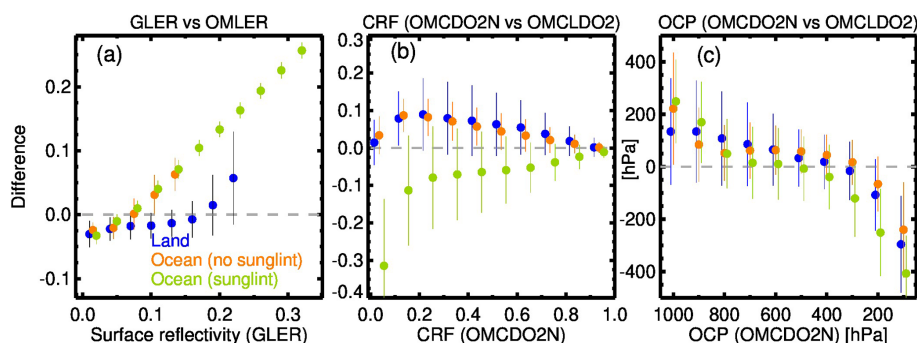 GLER vs OMLER
CRF (OMCDO2N vs OMCLDO2)
OCP (OMCDO2N vs OMCLDO2)
(a)
(b)
(c)
Difference
0.2
0.1
0.0
-0.1
Land
Ocean (no sunglint)
Ocean (sunglint)
0.0 0.1 0.2 0.3
Surface reflectivity (GLER)
0.3
0.2
0.1
0.0
-0.1
-0.2
-0.3
-0.4
0.0 0.2 0.4 0.6 0.8 1.0
CRF (OMCDO2N)
[hPa]
400
200
0
-200
-400
1000 800 600 400 200
OCP (OMCDO2N) [hPa]